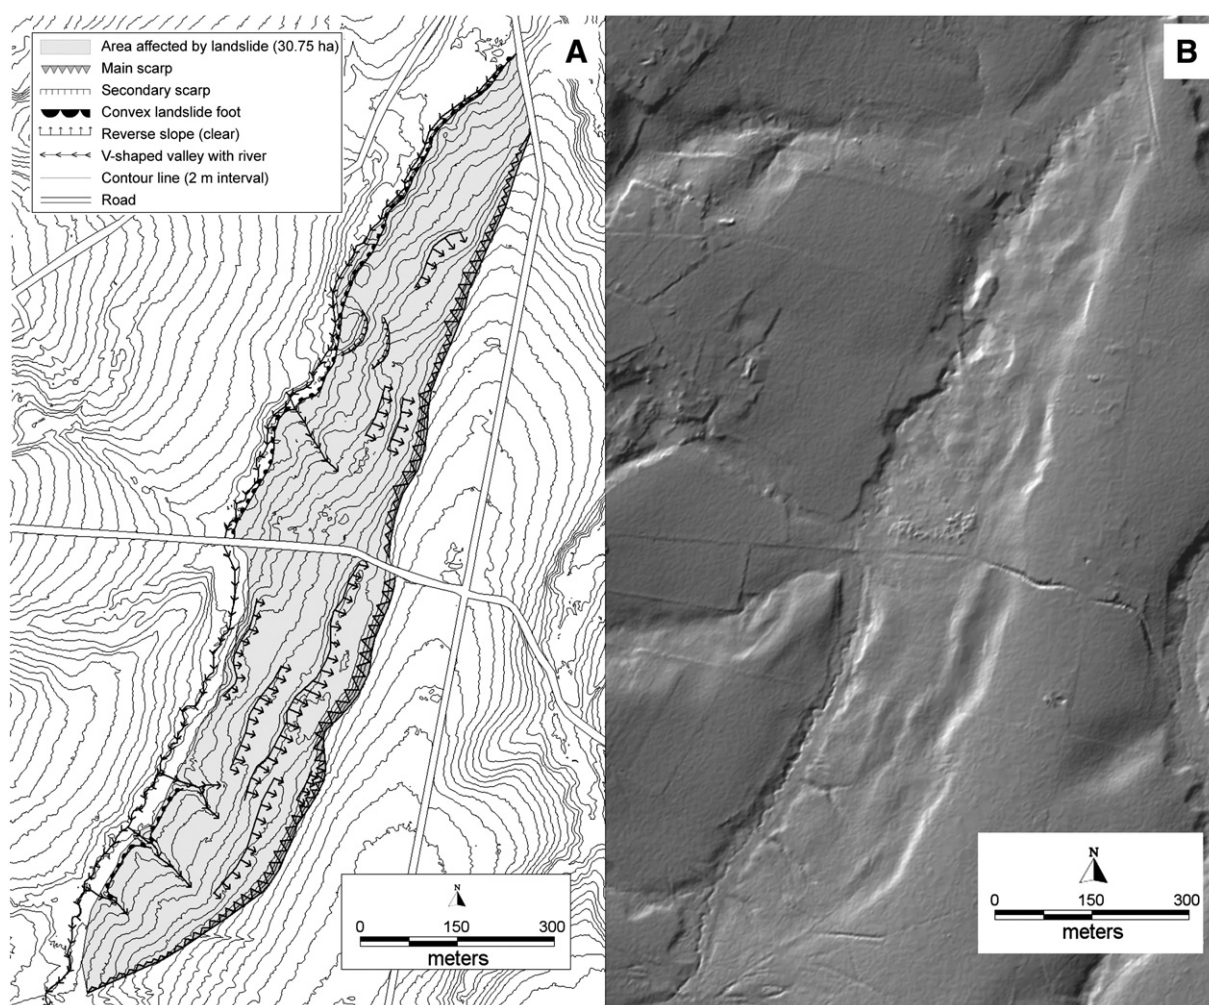 A
Area affected by landslide (30.75 ha)
Main scarp
Secondary scarp
Convex landslide foot
Reverse slope (clear)
V-shaped valley with river
Contour line (2 m interval)
Road
N
0 150 300
meters
B
N
0 150 300
meters